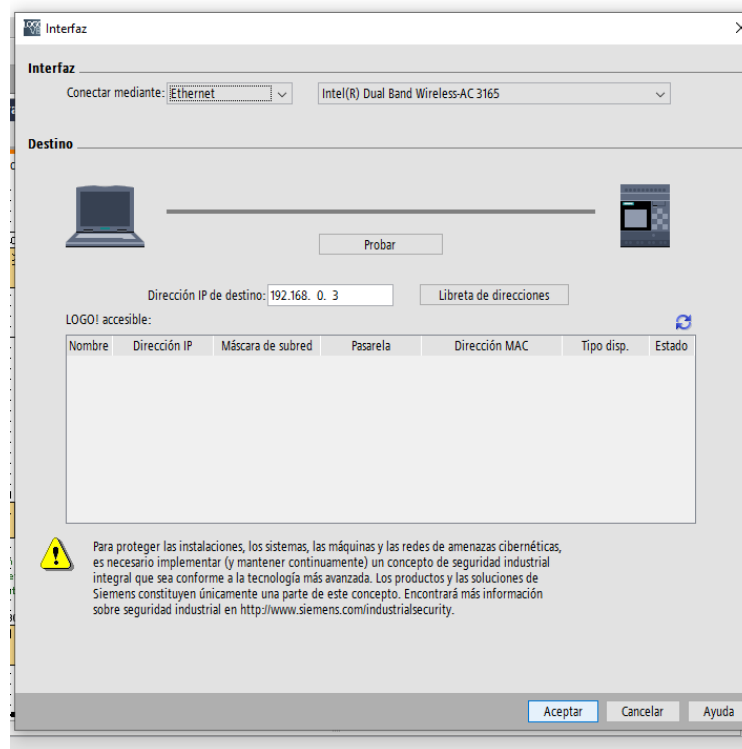 Interfaz
Interfaz
Conectar mediante: Ethernet Intel(R) Dual Band Wireless-AC 3165
Destino
Probar
Dirección IP de destino: 192.168. 0. 3 Libreta de direcciones
LOGO! accesible:
Nombre Dirección IP Máscara de subred Pasarela Dirección MAC Tipo disp. Estado
Para proteger las instalaciones, los sistemas, las máquinas y las redes de amenazas cibernéticas,
es necesario implementar (y mantener continuamente) un concepto de seguridad industrial
integral que sea conforme a la tecnología más avanzada. Los productos y las soluciones de
Siemens constituyen únicamente una parte de este concepto. Encontrará más información
sobre seguridad industrial en http://www.siemens.com/industrialsecurity.
Aceptar Cancelar Ayuda